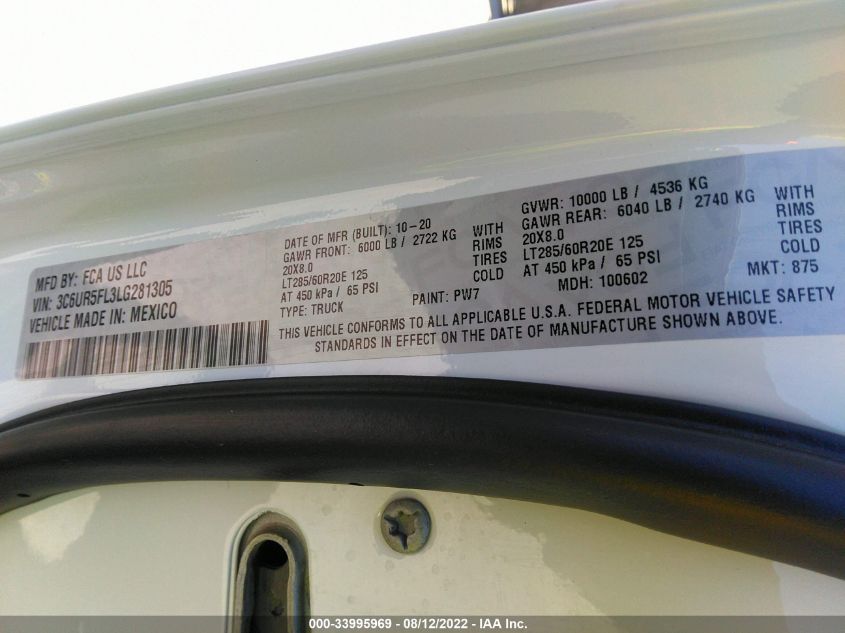 MFD BY: FCA US LLC
VIN: 3C6UR5FL3LG281305
VEHICLE MADE IN: MEXICO
DATE OF MFR (BUILT): 10-20
GAWR FRONT: 6000 LB / 2722 KG WITH
20X8.0 RIMS
LT285/60R20E 125 TIRES
AT 450 kPa / 65 PSI COLD
TYPE: TRUCK PAINT: PW7
GVWR: 10000 LB / 4536 KG
GAWR REAR: 6040 LB / 2740 KG WITH
20X8.0 RIMS
LT285/60R20E 125 TIRES
AT 450 kPa / 65 PSI COLD
MDH: 100602 MKT: 875
THIS VEHICLE CONFORMS TO ALL APPLICABLE U.S.A. FEDERAL MOTOR VEHICLE SAFETY
STANDARDS IN EFFECT ON THE DATE OF MANUFACTURE SHOWN ABOVE.
000-33995969 - 08/12/2022 - IAA Inc.